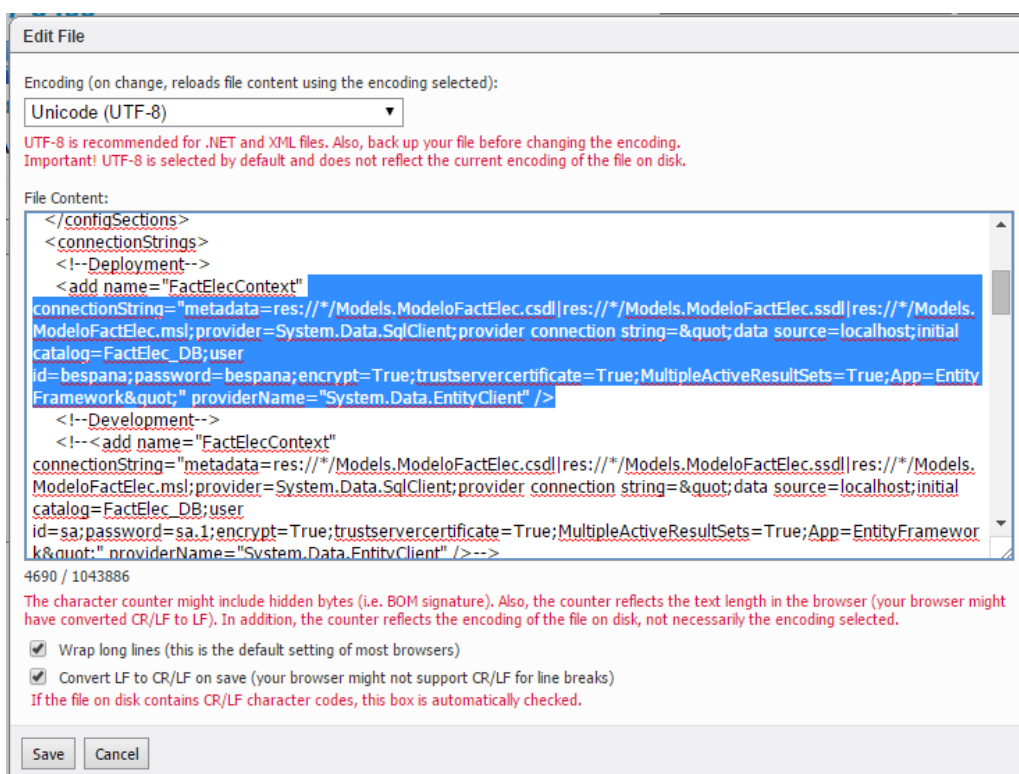 Edit File
Encoding (on change, reloads file content using the encoding selected):
Unicode (UTF-8)
UTF-8 is recommended for .NET and XML files. Also, back up your file before changing the encoding.
Important! UTF-8 is selected by default and does not reflect the current encoding of the file on disk.
File Content:
</configSections>
<connectionStrings>
<!--Deployment-->
<add name="FactElecContext"
connectionString="metadata=res://*/Models.ModeloFactElec.csdl|res://*/Models.ModeloFactElec.ssdl|res://*/Models.
ModeloFactElec.msl;provider=System.Data.SqlClient;provider connection string=&quot;data source=localhost;initial
catalog=FactElec_DB;user
id=bespana;password=bespana;encrypt=True;trustservercertificate=True;MultipleActiveResultSets=True;App=Entity
Framework&quot;" providerName="System.Data.EntityClient" />
<!--Development-->
<!--<add name="FactElecContext"
connectionString="metadata=res://*/Models.ModeloFactElec.csdl|res://*/Models.ModeloFactElec.ssdl|res://*/Models.
ModeloFactElec.msl;provider=System.Data.SqlClient;provider connection string=&quot;data source=localhost;initial
catalog=FactElec_DB;user
id=sa;password=sa.1;encrypt=True;trustservercertificate=True;MultipleActiveResultSets=True;App=EntityFramewor
k&quot;" providerName="System.Data.EntityClient" />-->
4690 / 1043886
The character counter might include hidden bytes (i.e. BOM signature). Also, the counter reflects the text length in the browser (your browser might
have converted CR/LF to LF). In addition, the counter reflects the encoding of the file on disk, not necessarily the encoding selected.
Wrap long lines (this is the default setting of most browsers)
Convert LF to CR/LF on save (your browser might not support CR/LF for line breaks)
If the file on disk contains CR/LF character codes, this box is automatically checked.
Save Cancel